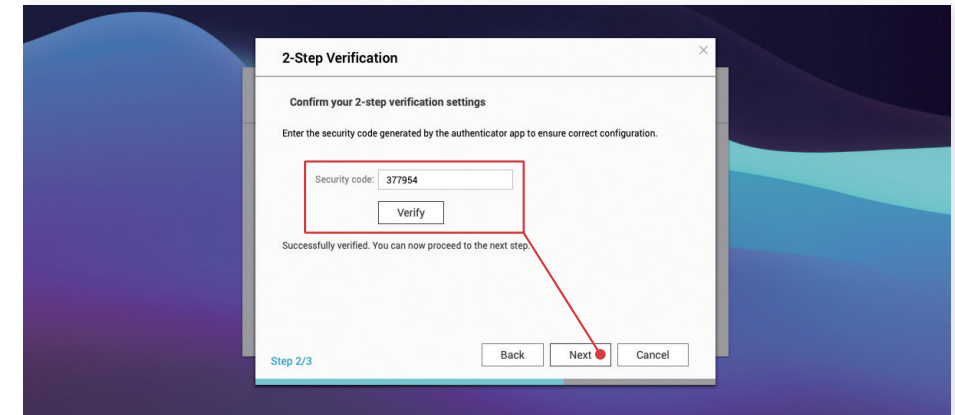 2-Step Verification
Confirm your 2-step verification settings
Enter the security code generated by the authenticator app to ensure correct configuration.
Security code: 377954
Verify
Successfully verified. You can now proceed to the next step.
Step 2/3 Back Next Cancel